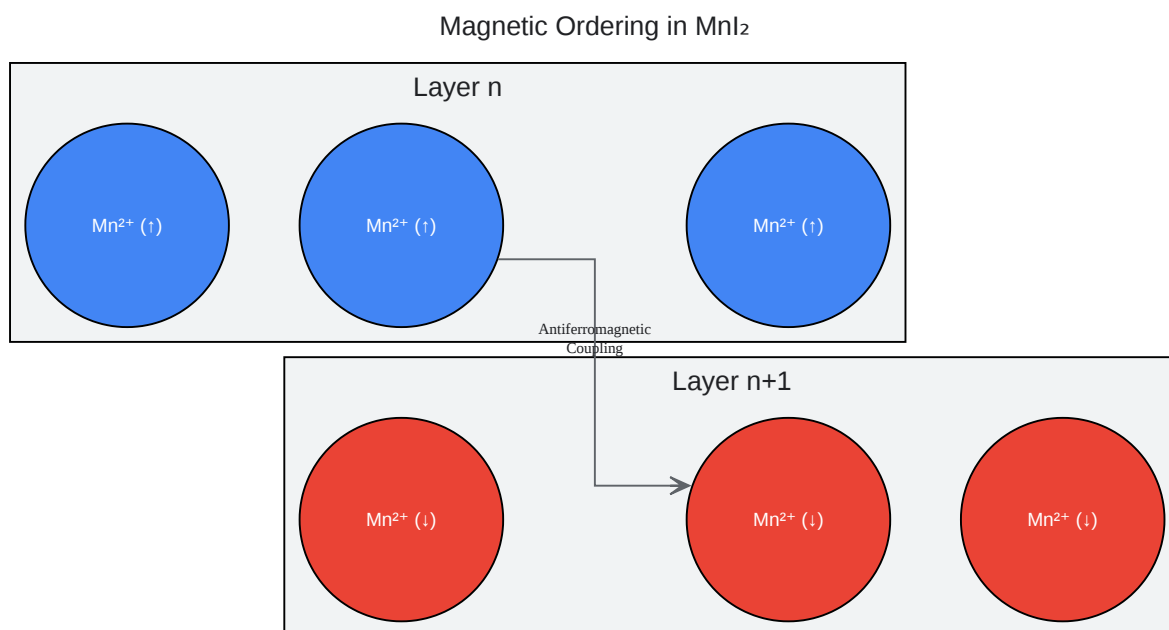 Magnetic Ordering in MnI₂
Layer n
Mn²⁺ (↑)
Mn²⁺ (↑)
Mn²⁺ (↑)
Antiferromagnetic
Coupling
Layer n+1
Mn²⁺ (↓)
Mn²⁺ (↓)
Mn²⁺ (↓)